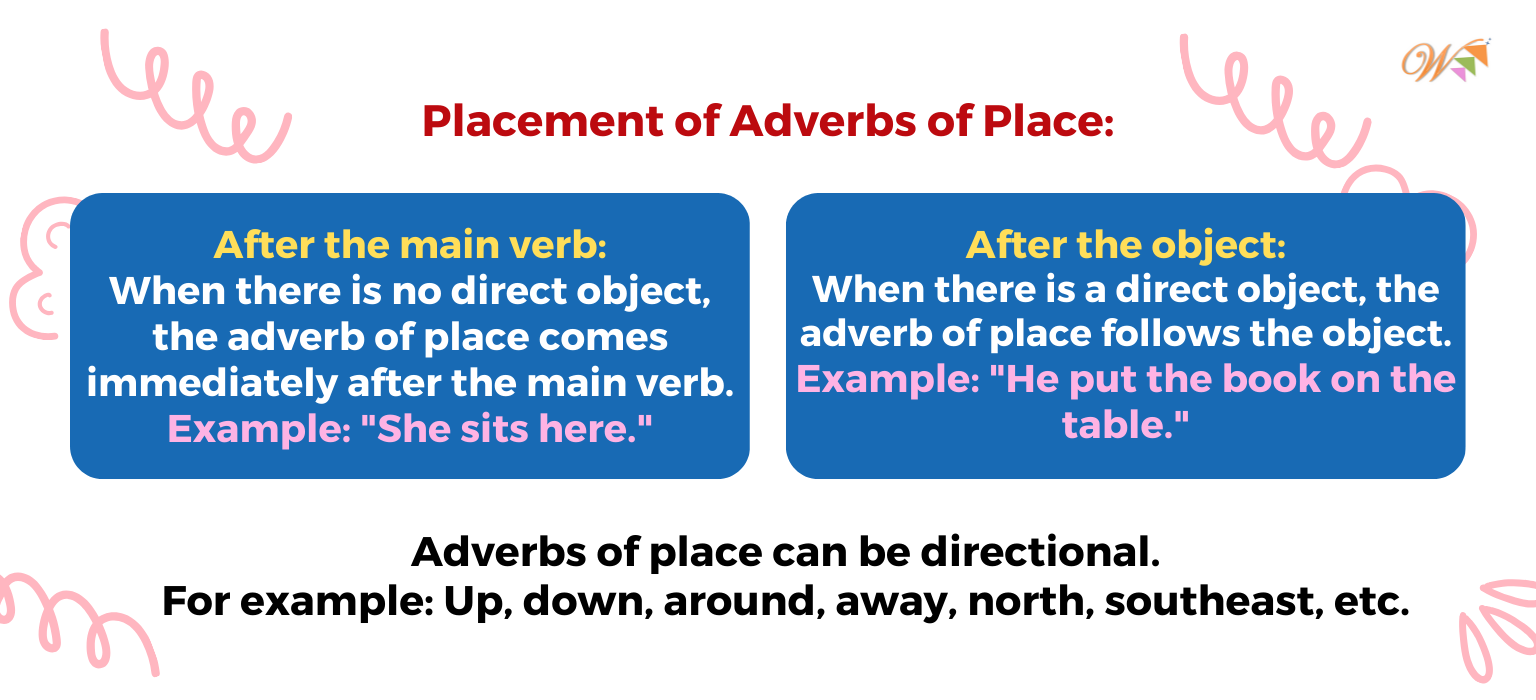 Placement of Adverbs of Place:
After the main verb:
When there is no direct object,
the adverb of place comes
immediately after the main verb.
Example: "She sits here."
After the object:
When there is a direct object, the
adverb of place follows the object.
Example: "He put the book on the
table."
Adverbs of place can be directional.
For example: Up, down, around, away, north, southeast, etc.